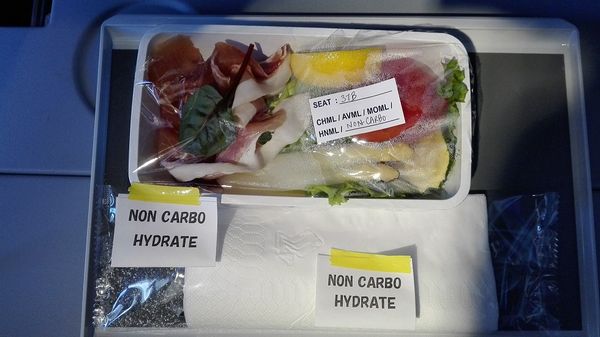 SEAT : 37B
CHML / AVML / MOML /
HNML / NON CARBO
NON CARBO
HYDRATE
NON CARBO
HYDRATE